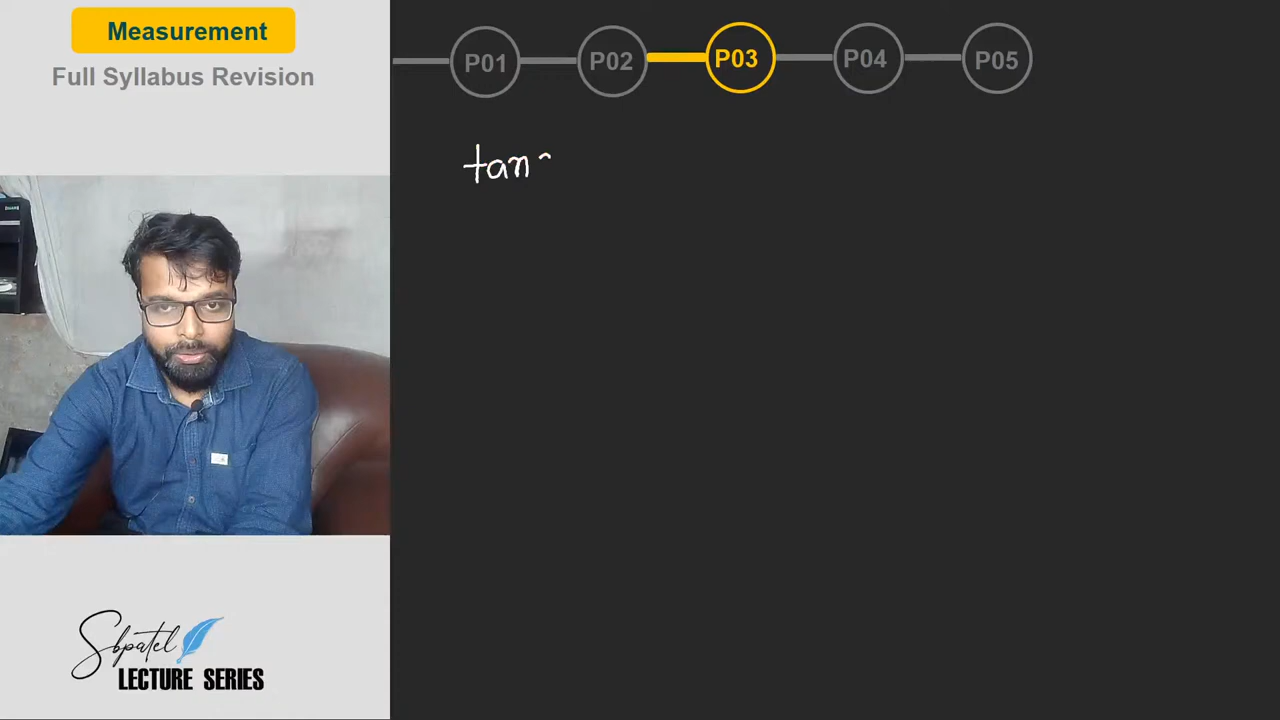 Measurement
Full Syllabus Revision
P01
P02
P03
P04
P05
tan
Sbpatel
LECTURE SERIES